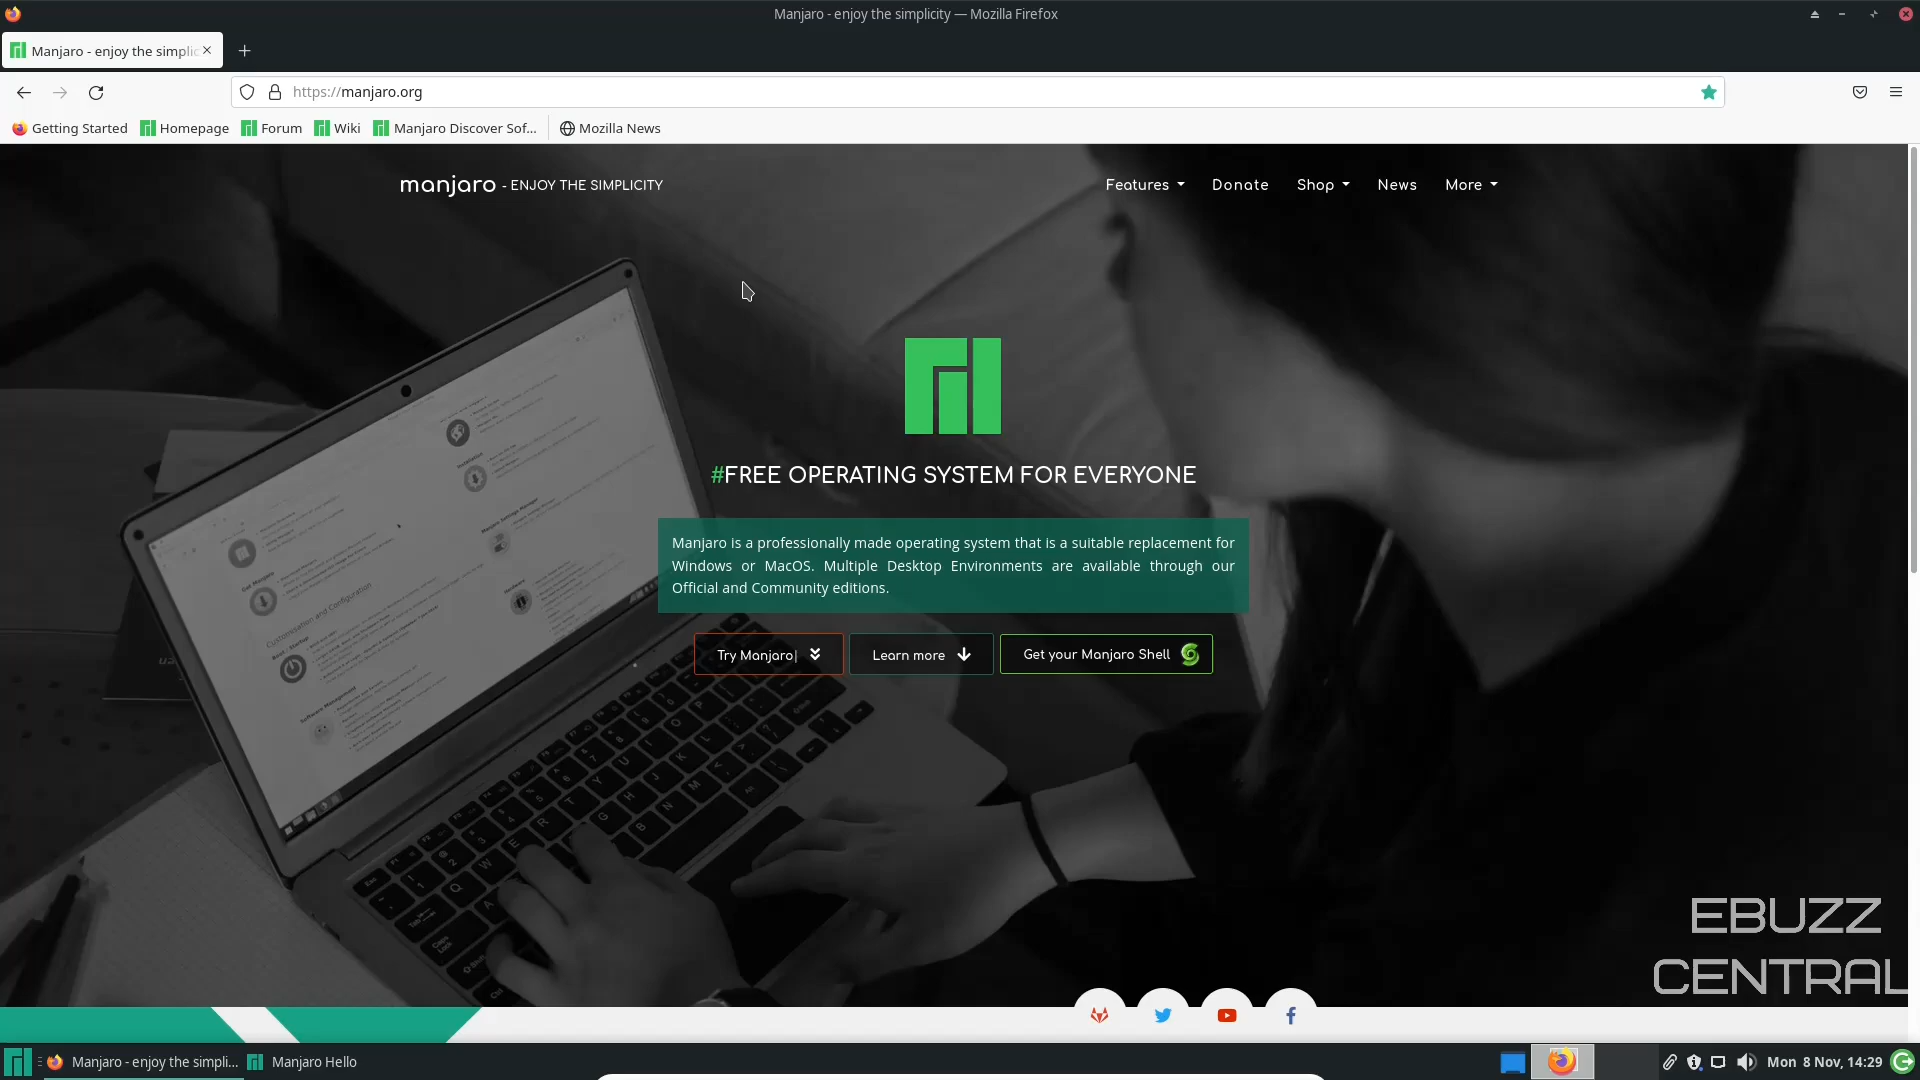 Manjaro - enjoy the simplicity — Mozilla Firefox
Manjaro - enjoy the simplic
https://manjaro.org
Getting Started
Homepage
Forum
Wiki
Manjaro Discover Sof...
Mozilla News
manjaro - ENJOY THE SIMPLICITY
Features
Donate
Shop
News
More
#FREE OPERATING SYSTEM FOR EVERYONE
Manjaro is a professionally made operating system that is a suitable replacement for
Windows or MacOS. Multiple Desktop Environments are available through our
Official and Community editions.
Try Manjaro|
Learn more
Get your Manjaro Shell
EBUZZ
CENTRAL
Manjaro - enjoy the simpli...
Manjaro Hello
Mon 8 Nov, 14:29